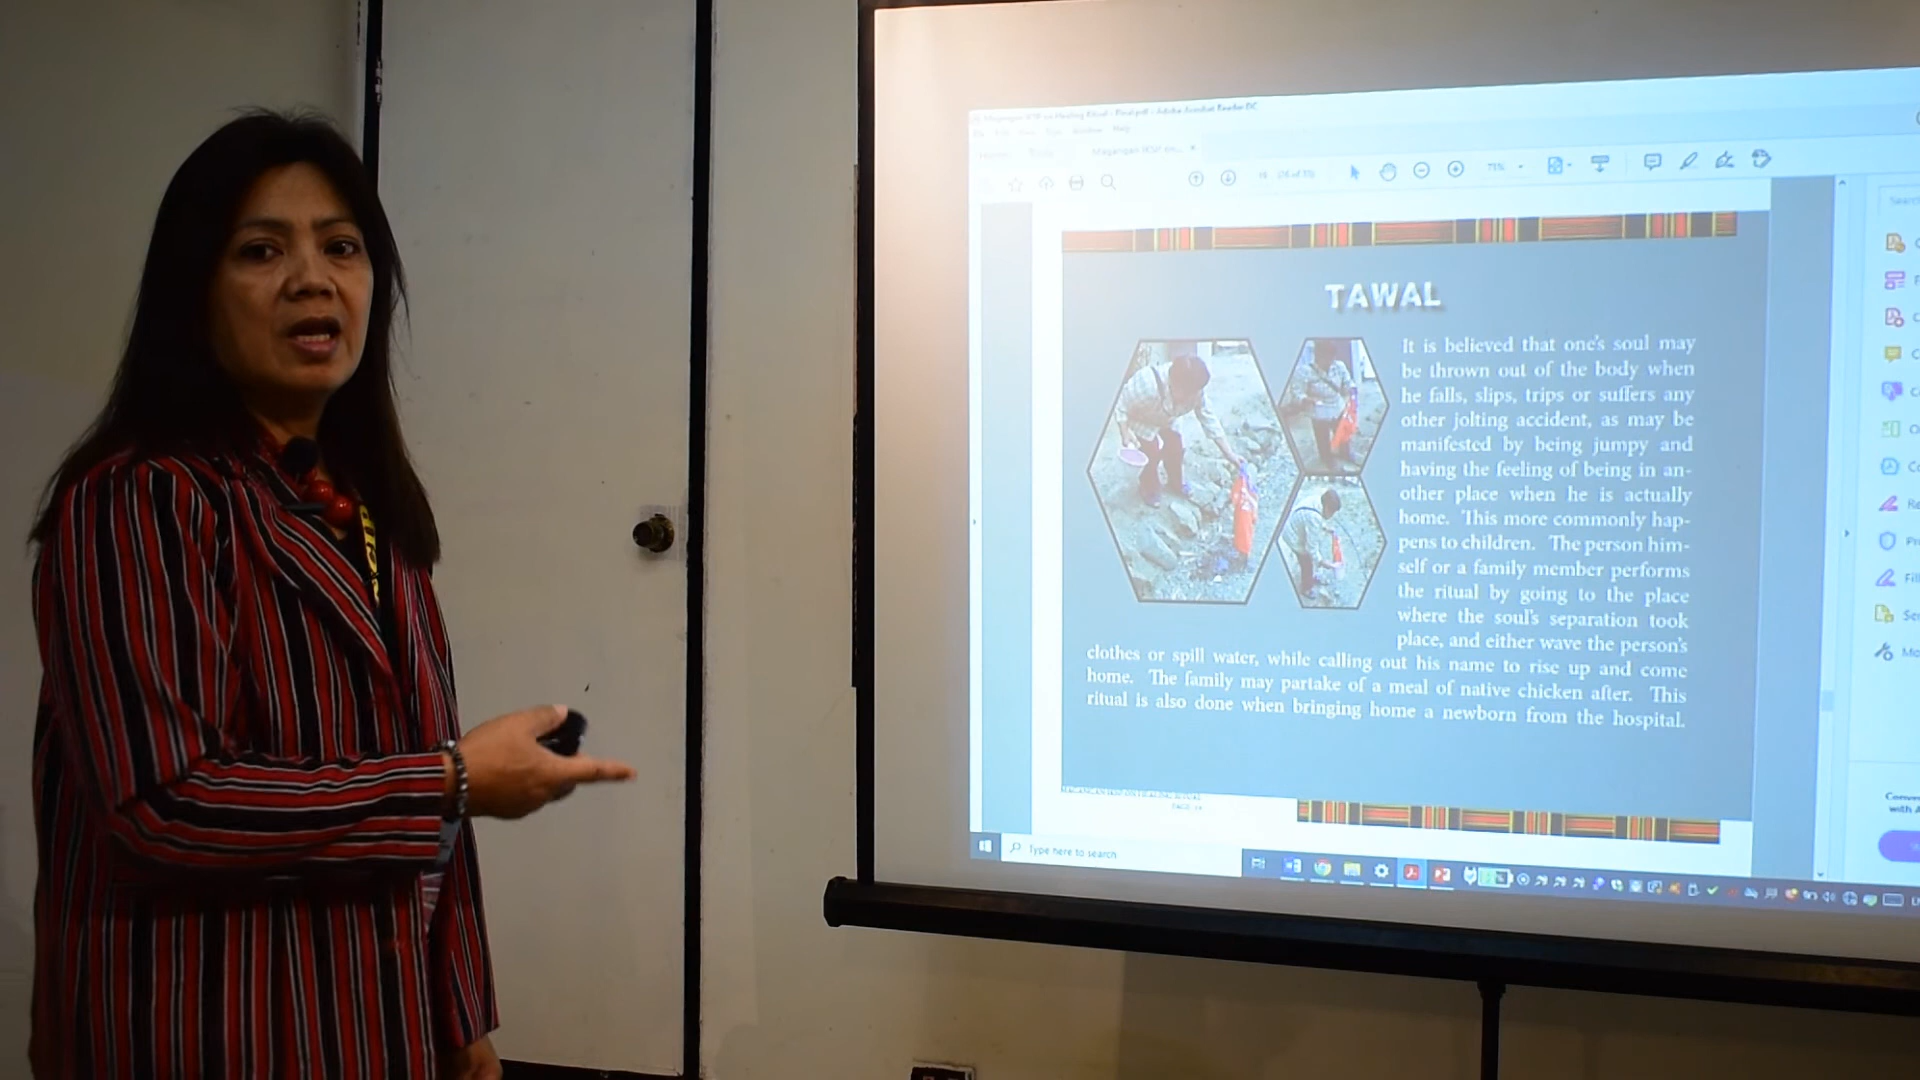 Adobe Acrobat Reader DC
Help
TAWAL
It is believed that one's soul may
be thrown out of the body when
he falls, slips, trips or suffers any
other jolting accident, as may be
manifested by being jumpy and
having the feeling of being in an-
other place when he is actually
home. This more commonly hap-
pens to children. The person him-
self or a family member performs
the ritual by going to the place
where the soul's separation took
place, and either wave the person's
clothes or spill water, while calling out his name to rise up and come
home. The family may partake of a meal of native chicken after. This
ritual is also done when bringing home a newborn from the hospital.
Type here to search